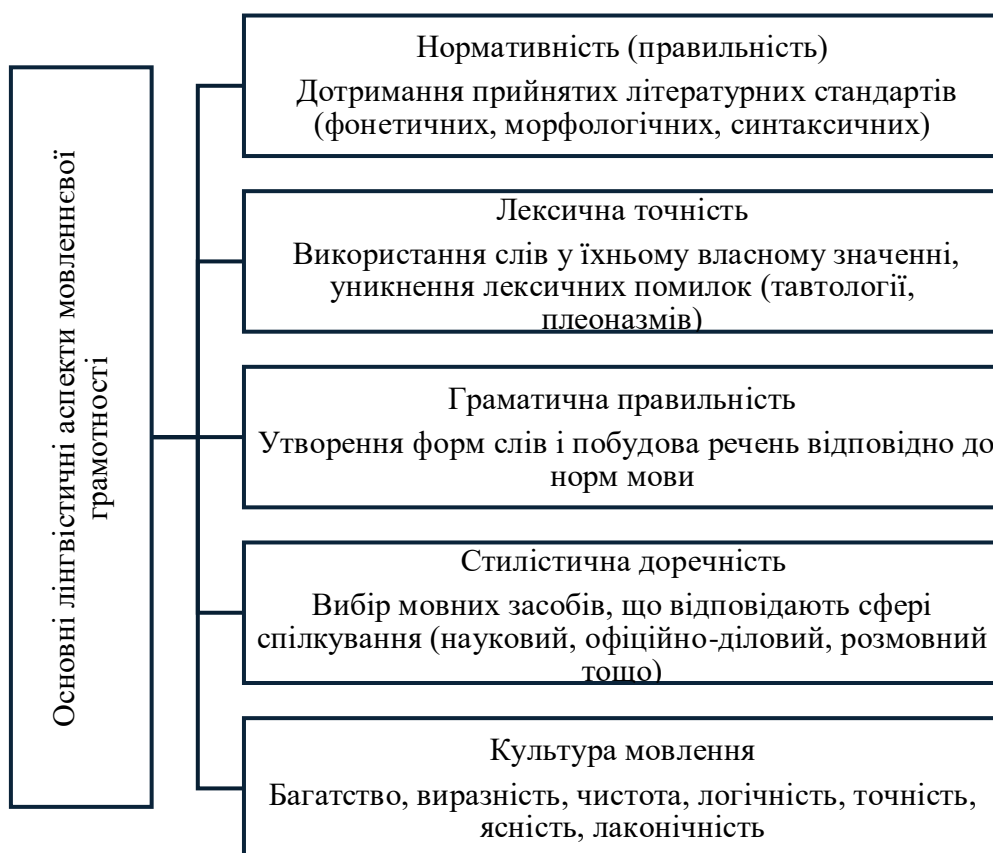 Основні лінгвістичні аспекти мовленнєвої
грамотності
Нормативність (правильність)
Дотримання прийнятих літературних стандартів
(фонетичних, морфологічних, синтаксичних)
Лексична точність
Використання слів у їхньому власному значенні,
уникнення лексичних помилок (тавтології,
плеоназмів)
Граматична правильність
Утворення форм слів і побудова речень відповідно до
норм мови
Стилістична доречність
Вибір мовних засобів, що відповідають сфері
спілкування (науковий, офіційно-діловий, розмовний
тощо)
Культура мовлення
Багатство, виразність, чистота, логічність, точність,
ясність, лаконічність